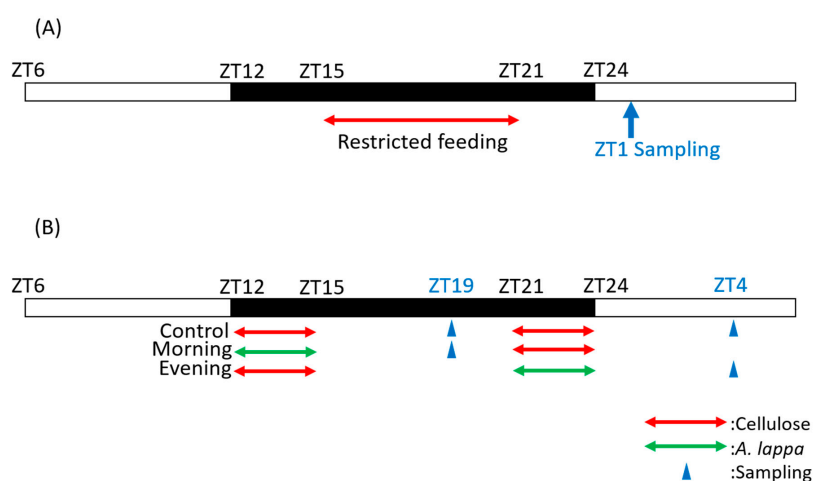 (A)
ZT6 ZT12 ZT15 ZT21 ZT24
Restricted feeding
ZT1 Sampling
(B)
ZT6 ZT12 ZT15 ZT19 ZT21 ZT24 ZT4
Control
Morning
Evening
:Cellulose
:A. lappa
:Sampling